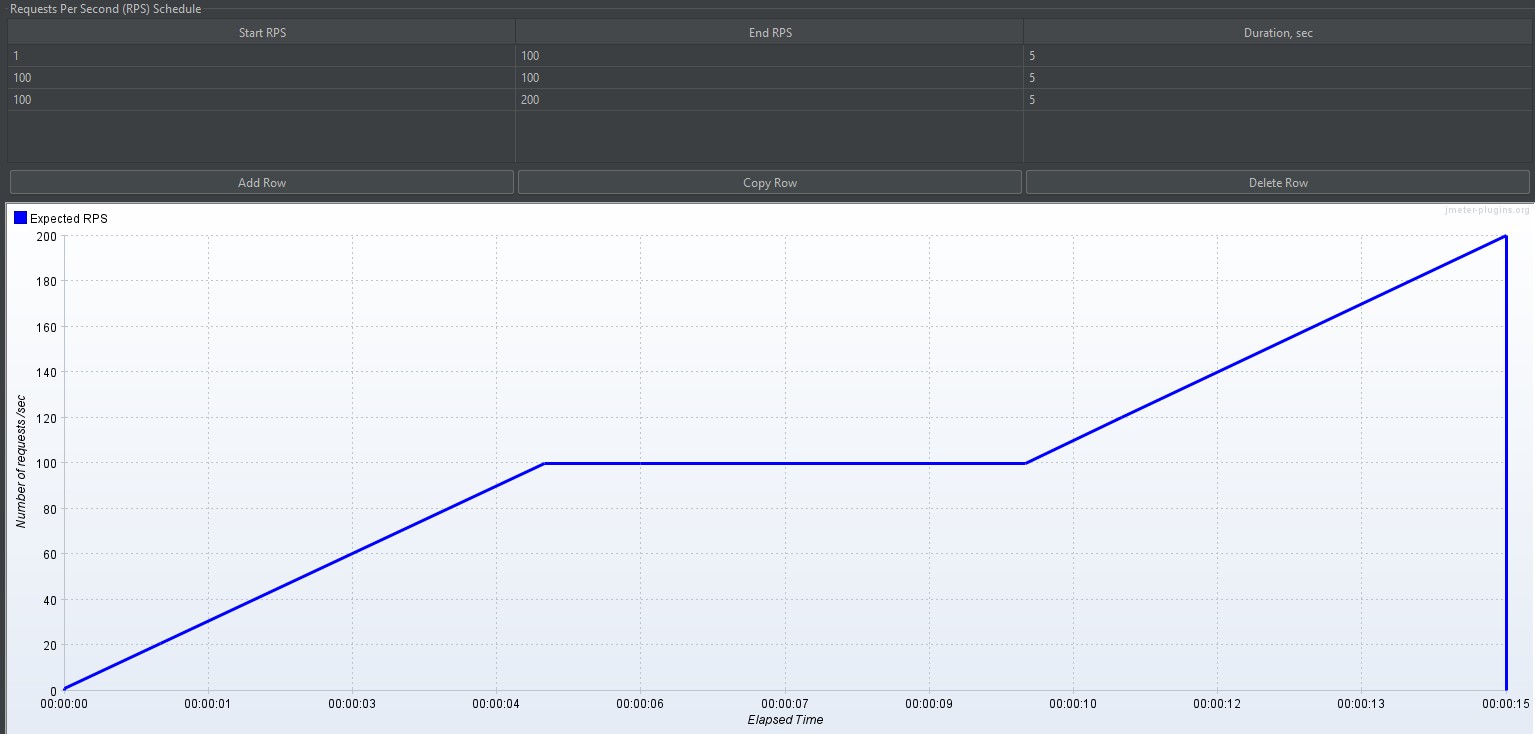 Requests Per Second (RPS) Schedule
Start RPS End RPS Duration, sec
1 100 5
100 100 5
100 200 5
Add Row Copy Row Delete Row
Expected RPS
jmeter-plugins.org
200
180
160
140
120
100
80
60
40
20
0
Number of requests/sec
00:00:00 00:00:01 00:00:03 00:00:04 00:00:06 00:00:07 00:00:09 00:00:10 00:00:12 00:00:13 00:00:15
Elapsed Time